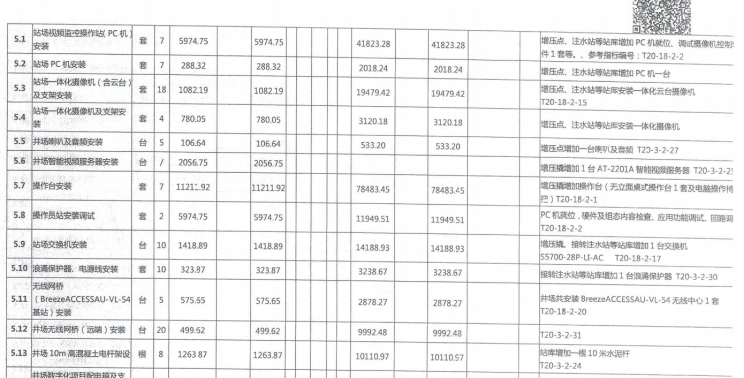 5.1 站场视频监控操作站(PC 机)安装 套 7 5974.75 5974.75 41823.28 41823.28 增压点、注水站等站库增加 PC 机就位、调试摄像机控制
件 1 套等、。参考指标编号：T20-18-2-2
5.2 站场 PC 机安装 套 7 288.32 288.32 2018.24 2018.24 增压点、注水站等站库增加 PC 机一台
5.3 站场一体化摄像机（含云台）及支架安装 套 18 1082.19 1082.19 19479.42 19479.42 增压点、注水站等站库安装一体化云台摄像机
T20-18-2-15
5.4 站场一体化摄像机及支架安装 套 4 780.05 780.05 3120.18 3120.18 增压点、注水站等站库安装一体化摄像机
5.5 井场喇叭及音频安装 台 5 106.64 106.64 533.20 533.20 增压点增加一台喇叭及音频 T20-3-2-27
5.6 井场智能视频服务器安装 台 / 2056.75 2056.75 增压撬增加 1 台 AT-2201A 智能视频服务器 T20-3-2-25
5.7 操作台安装 套 7 11211.92 11211.92 78483.45 78483.45 增压撬增加操作台（无立面桌式操作台 1 套及电脑操作椅
把）T20-18-2-1
5.8 操作员站安装调试 套 2 5974.75 5974.75 11949.51 11949.51 PC 机就位，硬件及组态内容检查、应用功能调试、回路调
T20-18-2-2
5.9 站场交换机安装 台 10 1418.89 1418.89 14188.93 14188.93 增压撬、接转注水站等站库增加 1 台交换机
S5700-28P-LI-AC T20-18-2-17
5.10 浪涌保护器、电源线安装 套 10 323.87 323.87 3238.67 3238.67 接转注水站等站库增加 1 台浪涌保护器 T20-3-2-30
无线网桥
5.11 （BreezeACCESSAU-VL-54 基站）安装 台 5 575.65 575.65 2878.27 2878.27 井场共安装 BreezeACCESSAU-VL-54 无线中心 1 套
T20-18-2-20
5.12 井场无线网桥（远端）安装 台 20 499.62 499.62 9992.48 9992.48 T20-3-2-31
5.13 井场 10m 高混凝土电杆架设 根 8 1263.87 1263.87 10110.97 10110.97 站库增加一根 10 米水泥杆
T20-3-2-24
井场数字化项目配电箱及支